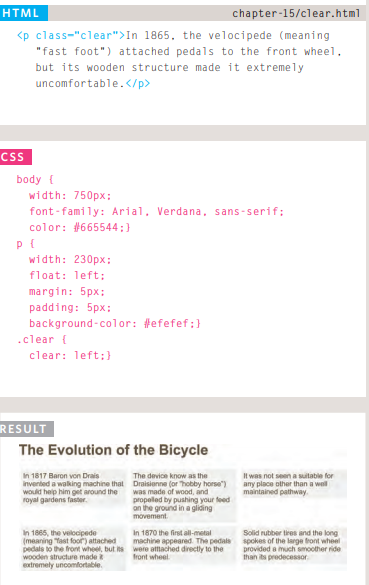 HTML chapter-15/clear.html
<p class="clear">In 1865, the velocipede (meaning
"fast foot") attached pedals to the front wheel,
but its wooden structure made it extremely
uncomfortable.</p>
CSS
body {
width: 750px;
font-family: Arial, Verdana, sans-serif;
color: #665544;}
p {
width: 230px;
float: left;
margin: 5px;
padding: 5px;
background-color: #efefef;}
.clear {
clear: left;}
RESULT
The Evolution of the Bicycle
In 1817 Baron von Drais
invented a walking machine that
would help him get around the
royal gardens faster.
The device know as the
Draisienne (or "hobby horse")
was made of wood, and
propelled by pushing your feed
on the ground in a gliding
movement.
It was not seen a suitable for
any place other than a well
maintained pathway.
In 1865, the velocipede
(meaning "fast foot") attached
pedals to the front wheel, but its
wooden structure made it
extremely uncomfortable.
In 1870 the first all-metal
machine appeared. The pedals
were atttached directly to the
front wheel.
Solid rubber tires and the long
spokes of the large front wheel
provided a much smoother ride
than its predecessor.